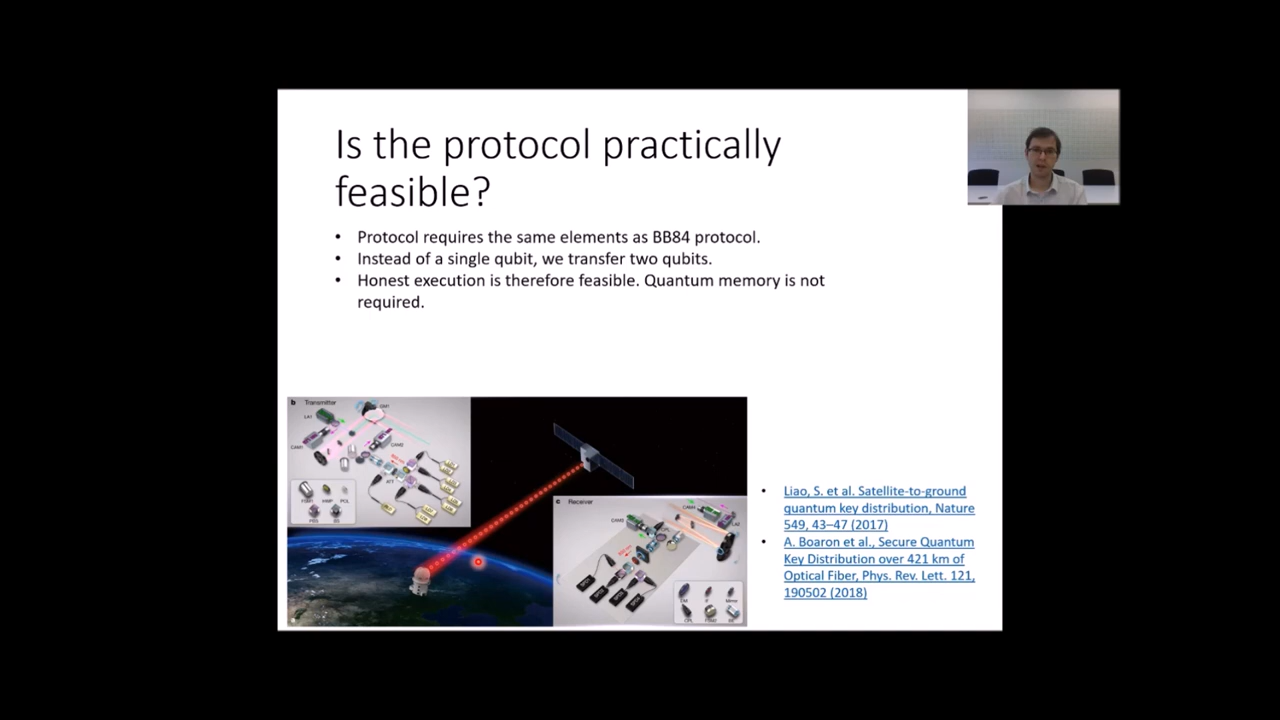 Is the protocol practically
feasible?
• Protocol requires the same elements as BB84 protocol.
• Instead of a single qubit, we transfer two qubits.
• Honest execution is therefore feasible. Quantum memory is not
required.
b Transmitter
c Receiver
• Liao, S. et al. Satellite-to-ground
quantum key distribution, Nature
549, 43–47 (2017)
• A. Boaron et al., Secure Quantum
Key Distribution over 421 km of
Optical Fiber, Phys. Rev. Lett. 121,
190502 (2018)